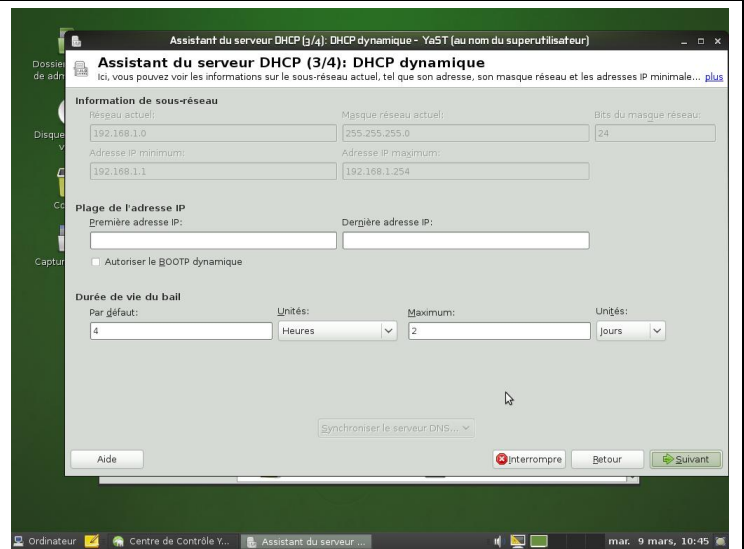 Assistant du serveur DHCP (3/4): DHCP dynamique - YaST (au nom du superutilisateur)
Assistant du serveur DHCP (3/4): DHCP dynamique
Ici, vous pouvez voir les informations sur le sous-réseau actuel, tel que son adresse, son masque réseau et les adresses IP minimale... plus
Dossier
de adm
Disque
Captur
Information de sous-réseau
Réseau actuel: Masque réseau actuel: Bits du masque réseau:
192.168.1.0 255.255.255.0 24
Adresse IP minimum: Adresse IP maximum:
192.168.1.1 192.168.1.254
Plage de l'adresse IP
Première adresse IP: Dernière adresse IP:
Autoriser le BOOTP dynamique
Durée de vie du bail
Par défaut: Unités: Maximum: Unités:
4 Heures 2 Jours
Synchroniser le serveur DNS...
Aide Interrompre Retour Suivant
Ordinateur Centre de Contrôle Y... Assistant du serveur ... mar. 9 mars, 10:45